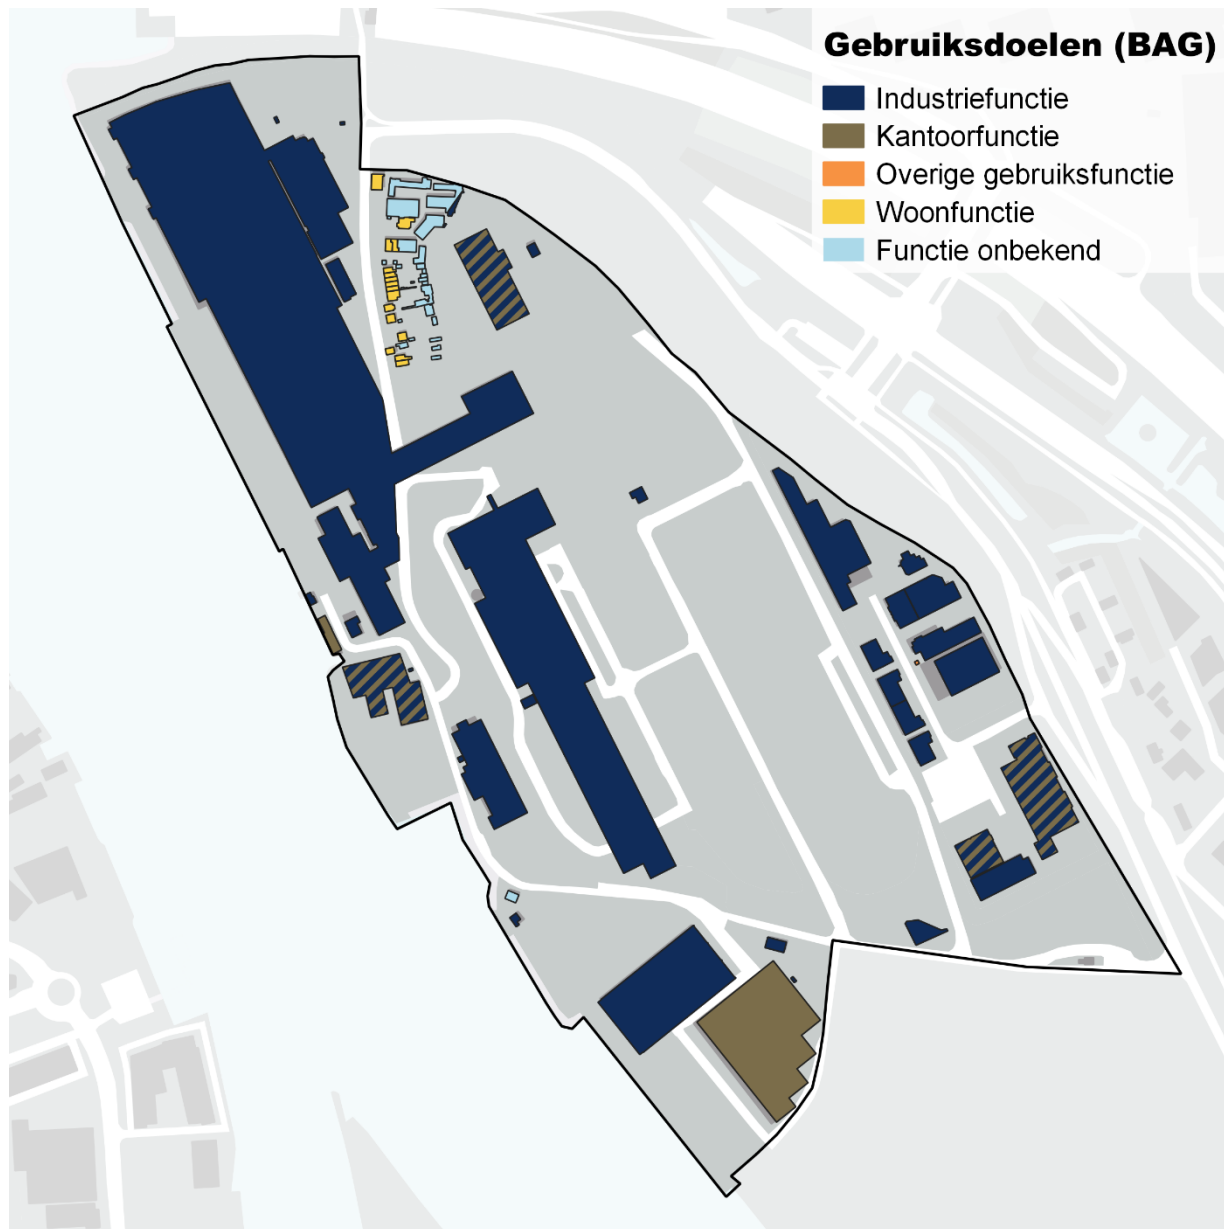 Gebruiksdoelen (BAG)
Industriefunctie
Kantoorfunctie
Overige gebruiksfunctie
Woonfunctie
Functie onbekend